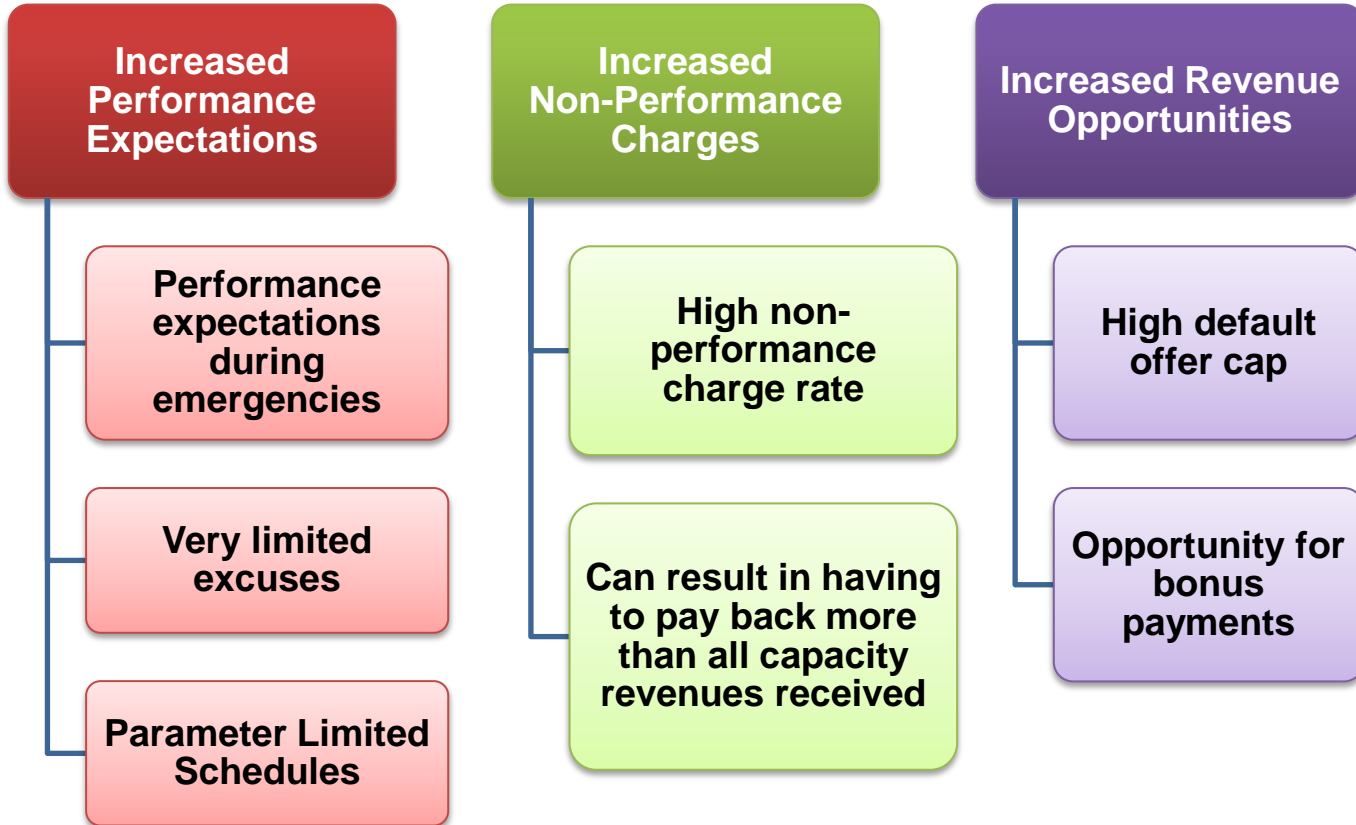 Increased
Performance
Expectations
Performance
expectations
during
emergencies
Very limited
excuses
Parameter Limited
Schedules
Increased
Non-Performance
Charges
High non-
performance
charge rate
Can result in having
to pay back more
than all capacity
revenues received
Increased Revenue
Opportunities
High default
offer cap
Opportunity for
bonus
payments